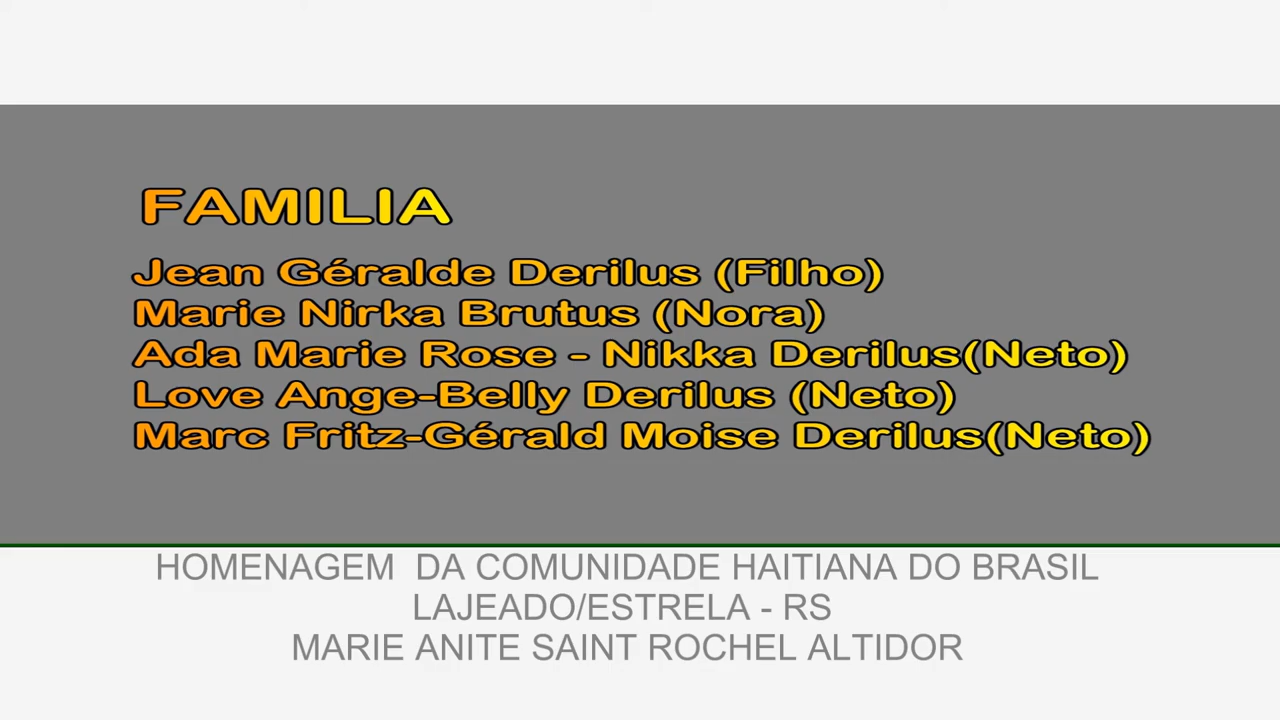 FAMILIA
Jean Géralde Derilus (Filho)
Marie Nirka Brutus (Nora)
Ada Marie Rose - Nikka Derilus(Neto)
Love Ange-Belly Derilus (Neto)
Marc Fritz-Gérald Moise Derilus(Neto)
HOMENAGEM DA COMUNIDADE HAITIANA DO BRASIL
LAJEADO/ESTRELA - RS
MARIE ANITE SAINT ROCHEL ALTIDOR